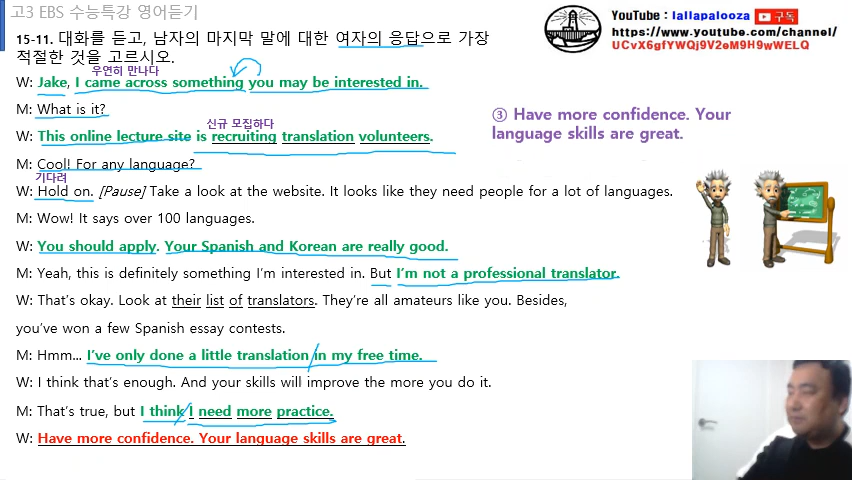 고3 EBS 수능특강 영어듣기
YouTube : lallapalooza 구독
https://www.youtube.com/channel/
UCvX6gfYWQj9V2eM9H9wWELQ
15-11. 대화를 듣고, 남자의 마지막 말에 대한 여자의 응답으로 가장
적절한 것을 고르시오.
우연히 만나다
W: Jake, I came across something you may be interested in.
M: What is it?
신규 모집하다
W: This online lecture site is recruiting translation volunteers.
M: Cool! For any language?
기다려
W: Hold on. [Pause] Take a look at the website. It looks like they need people for a lot of languages.
M: Wow! It says over 100 languages.
W: You should apply. Your Spanish and Korean are really good.
M: Yeah, this is definitely something I'm interested in. But I'm not a professional translator.
W: That's okay. Look at their list of translators. They're all amateurs like you. Besides,
you've won a few Spanish essay contests.
M: Hmm... I've only done a little translation in my free time.
W: I think that's enough. And your skills will improve the more you do it.
M: That's true, but I think I need more practice.
W: Have more confidence. Your language skills are great.
③ Have more confidence. Your
language skills are great.